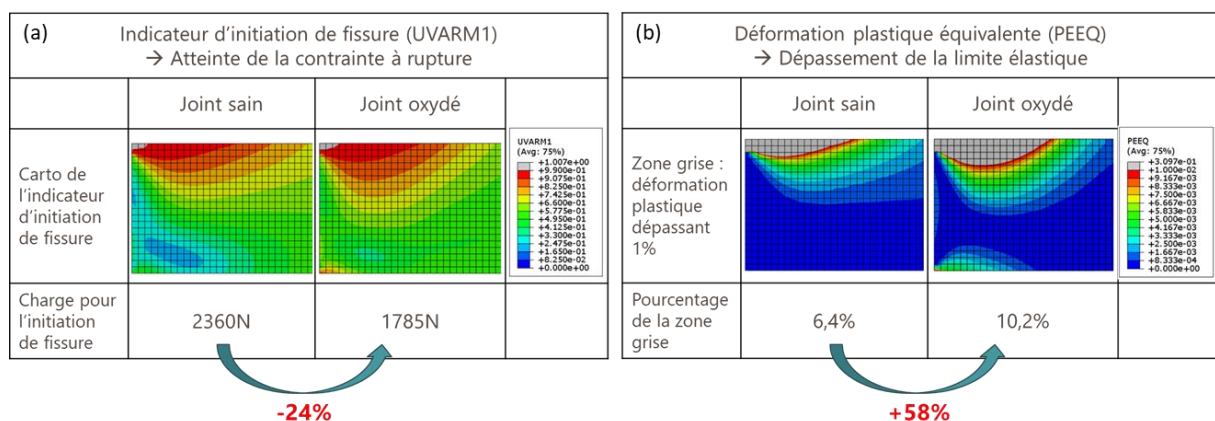 (a)
Indicateur d'initiation de fissure (UVARM1)
→ Atteinte de la contrainte à rupture
Joint sain
Joint oxydé
Carto de
l'indicateur
d'initiation
de fissure
UVARM1
(Avg: 75%)
+1.007e+00
+9.900e-01
+9.075e-01
+8.250e-01
+7.425e-01
+6.600e-01
+5.775e-01
+4.950e-01
+4.125e-01
+3.300e-01
+2.475e-01
+1.650e-01
+8.250e-02
+0.000e+00
Charge pour
l'initiation
de fissure
2360N
1785N
-24%
(b)
Déformation plastique équivalente (PEEQ)
→ Dépassement de la limite élastique
Joint sain
Joint oxydé
Zone grise :
déformation
plastique
dépassant
1%
PEEQ
(Avg: 75%)
+3.097e-01
+1.000e-02
+9.167e-03
+8.333e-03
+7.500e-03
+6.667e-03
+5.833e-03
+5.000e-03
+4.167e-03
+3.333e-03
+2.500e-03
+1.667e-03
+8.333e-04
+0.000e+00
Pourcentage
de la zone
grise
6,4%
10,2%
+58%